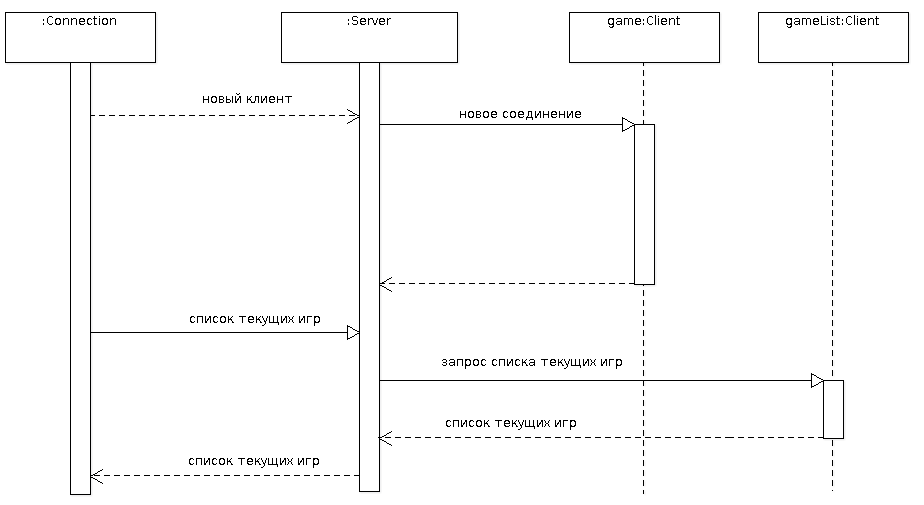 :Connection
:Server
game:Client
gameList:Client
новый клиент
новое соединение
список текущих игр
запрос списка текущих игр
список текущих игр
список текущих игр